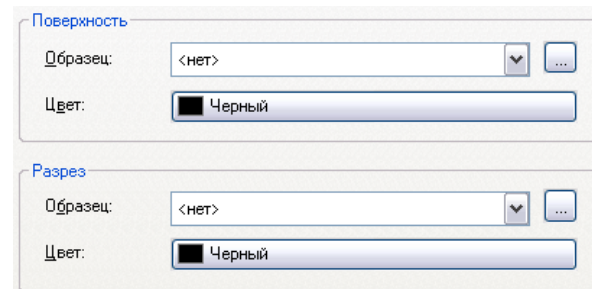 Поверхность
Образец: <нет> ...
Цвет: Черный
Разрез
Образец: <нет> ...
Цвет: Черный